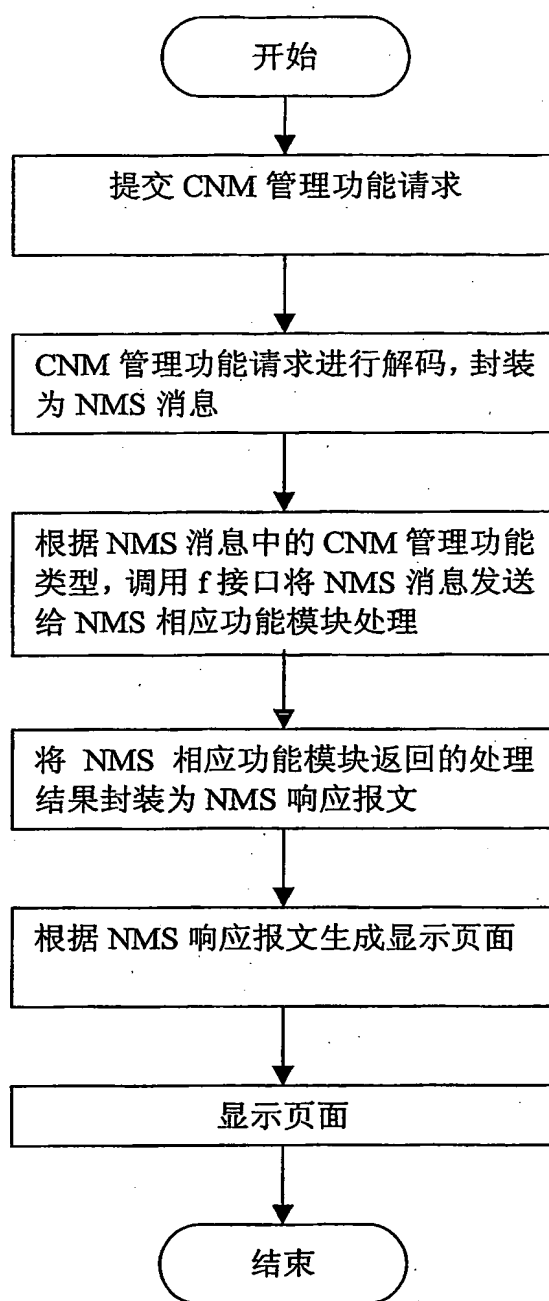 开始
提交 CNM 管理功能请求
CNM 管理功能请求进行解码，封装
为 NMS 消息
根据 NMS 消息中的 CNM 管理功能
类型，调用 f 接口将 NMS 消息发送
给 NMS 相应功能模块处理
将 NMS 相应功能模块返回的处理
结果封装为 NMS 响应报文
根据 NMS 响应报文生成显示页面
显示页面
结束